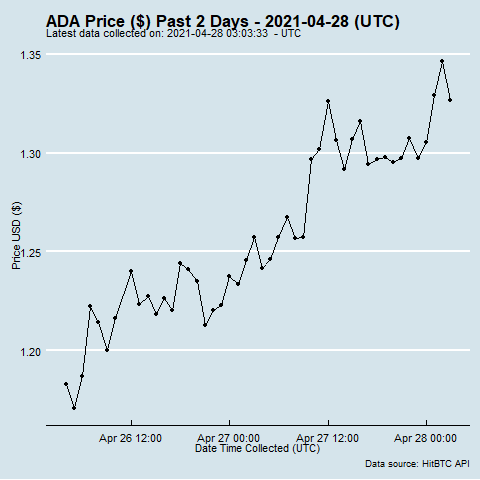 ADA Price ($) Past 2 Days - 2021-04-28 (UTC)
Latest data collected on: 2021-04-28 03:03:33  - UTC
1.35
1.30
1.25
1.20
Price USD ($)
Apr 26 12:00
Apr 27 00:00
Apr 27 12:00
Apr 28 00:00
Date Time Collected (UTC)
Data source: HitBTC API